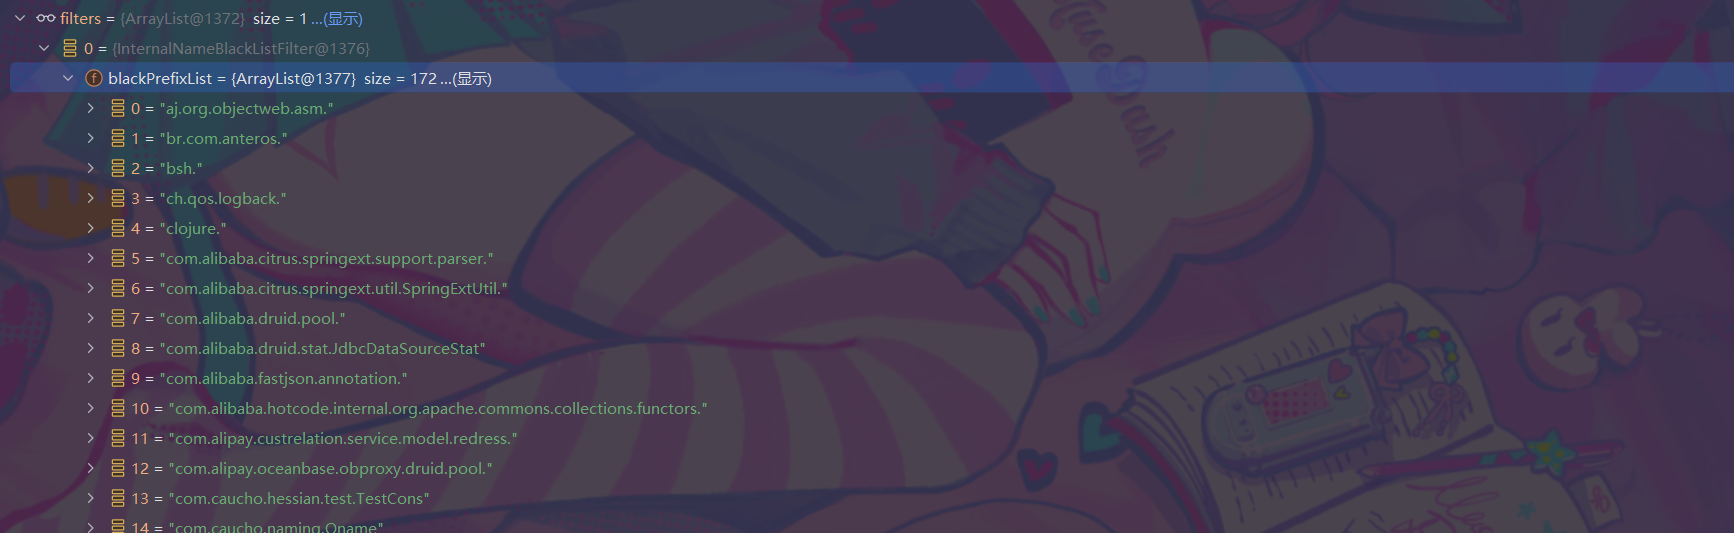 filters = {ArrayList@1372} size = 1 ...(显示)
0 = {InternalNameBlackListFilter@1376}
f blackPrefixList = {ArrayList@1377} size = 172 ...(显示)
0 = "aj.org.objectweb.asm."
1 = "br.com.anteros."
2 = "bsh."
3 = "ch.qos.logback."
4 = "clojure."
5 = "com.alibaba.citrus.springext.support.parser."
6 = "com.alibaba.citrus.springext.util.SpringExtUtil."
7 = "com.alibaba.druid.pool."
8 = "com.alibaba.druid.stat.JdbcDataSourceStat"
9 = "com.alibaba.fastjson.annotation."
10 = "com.alibaba.hotcode.internal.org.apache.commons.collections.functors."
11 = "com.alipay.custrelation.service.model.redress."
12 = "com.alipay.oceanbase.obproxy.druid.pool."
13 = "com.caucho.hessian.test.TestCons"
14 = "com.caucho.naming.Qname"